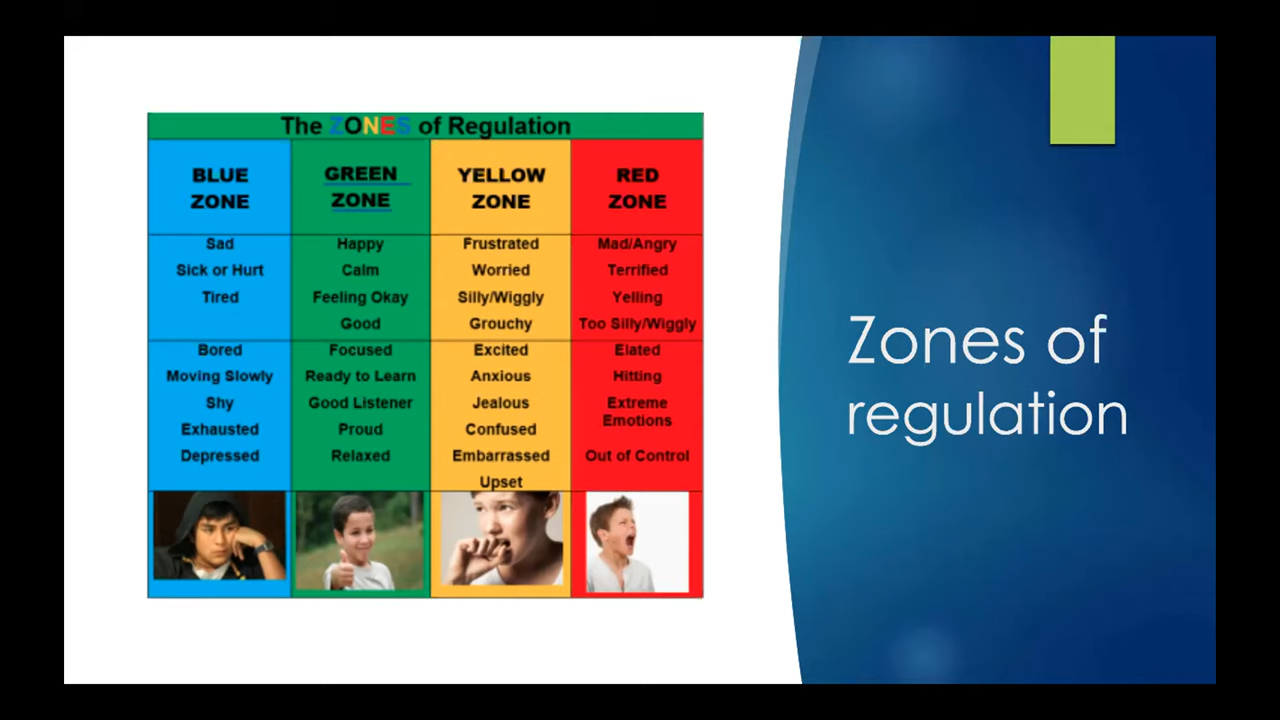 The ZONES of Regulation
BLUE
ZONE
Sad
Sick or Hurt
Tired
Bored
Moving Slowly
Shy
Exhausted
Depressed
GREEN
ZONE
Happy
Calm
Feeling Okay
Good
Focused
Ready to Learn
Good Listener
Proud
Relaxed
YELLOW
ZONE
Frustrated
Worried
Silly/Wiggly
Grouchy
Excited
Anxious
Jealous
Confused
Embarrassed
Upset
RED
ZONE
Mad/Angry
Terrified
Yelling
Too Silly/Wiggly
Elated
Hitting
Extreme
Emotions
Out of Control
Zones of
regulation